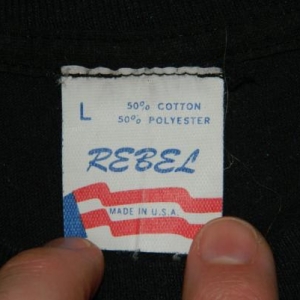 L
50% COTTON
50% POLYESTER
REBEL
MADE IN U.S.A.